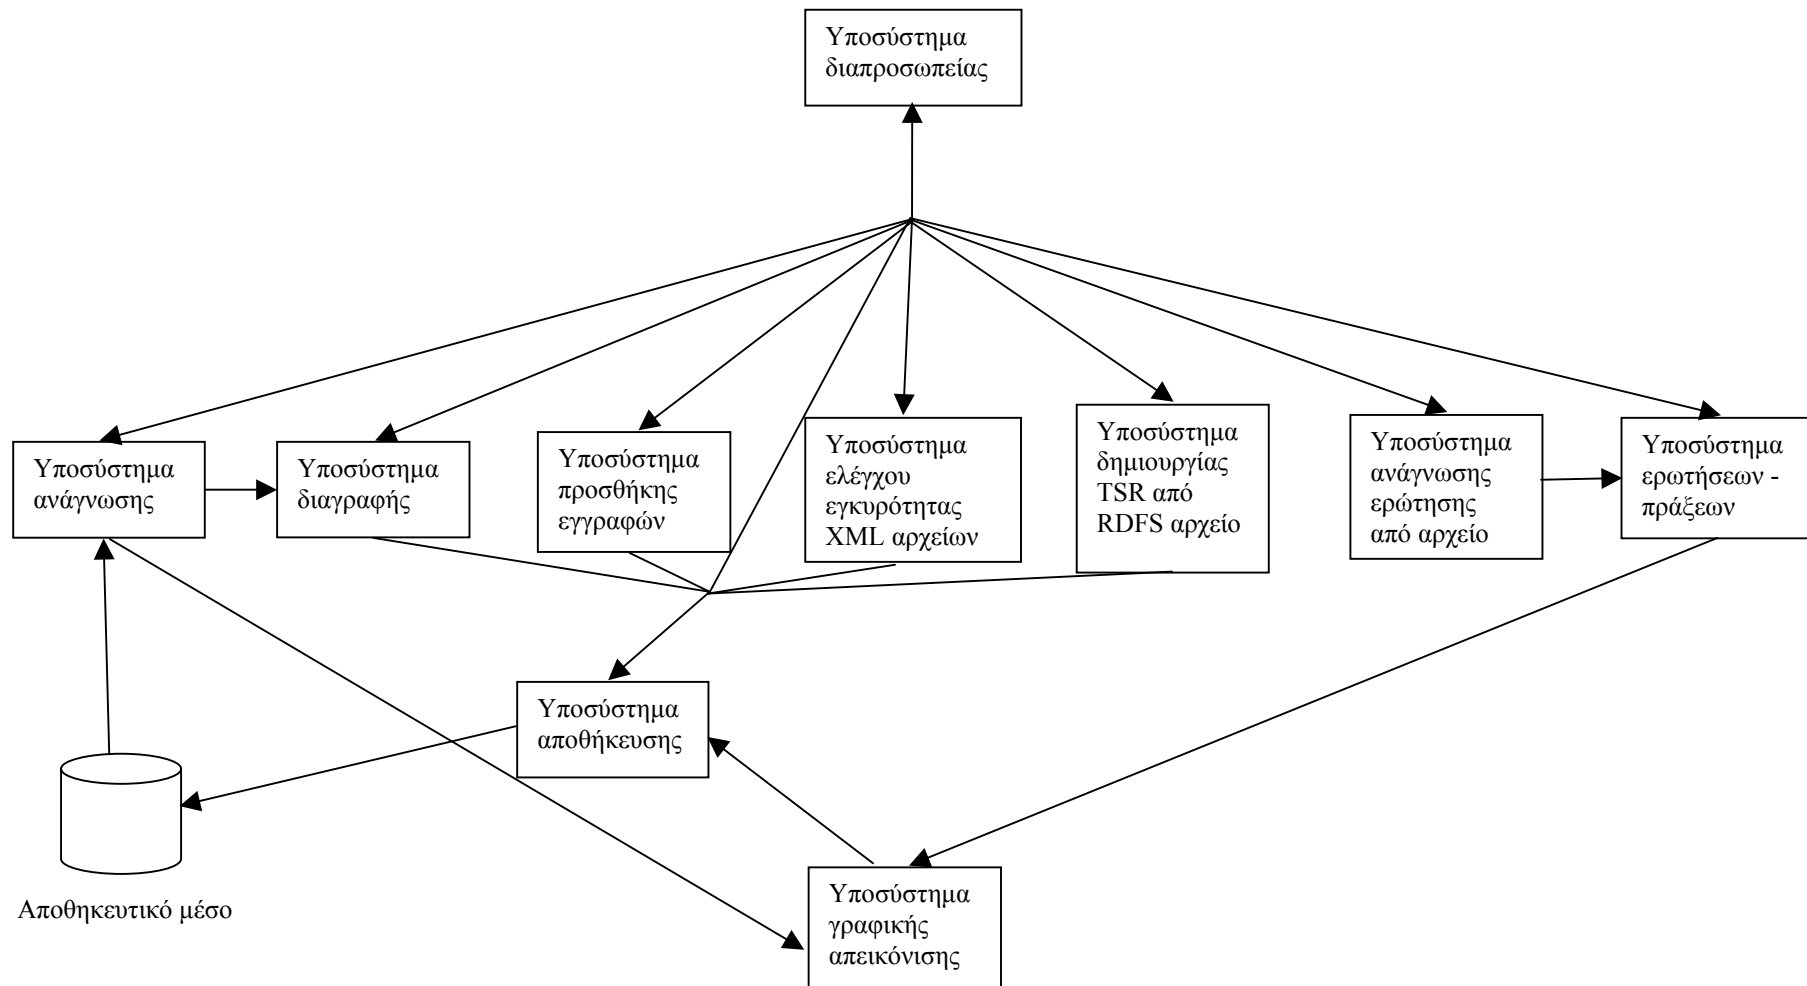 Υποσύστημα
διαπροσωπείας
Υποσύστημα
ανάγνωσης
Υποσύστημα
διαγραφής
Υποσύστημα
προσθήκης
εγγραφών
Υποσύστημα
ελέγχου
εγκυρότητας
XML αρχείων
Υποσύστημα
δημιουργίας
TSR από
RDFS αρχείο
Υποσύστημα
ανάγνωσης
ερώτησης
από αρχείο
Υποσύστημα
ερωτήσεων -
πράξεων
Υποσύστημα
αποθήκευσης
Αποθηκευτικό μέσο
Υποσύστημα
γραφικής
απεικόνισης